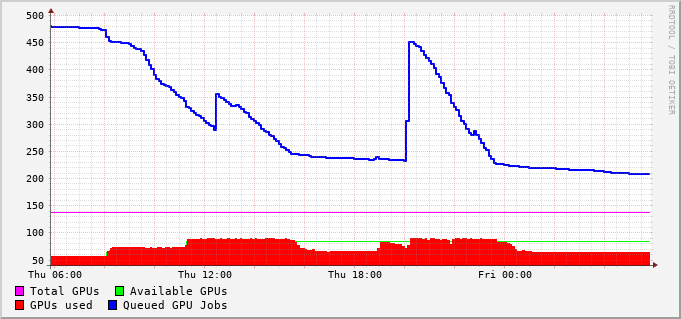 500
450
400
350
300
250
200
150
100
50
Thu 06:00 Thu 12:00 Thu 18:00 Fri 00:00
Total GPUs Available GPUs
GPUs used Queued GPU Jobs
RRDTOOL / TOBI OETIKER